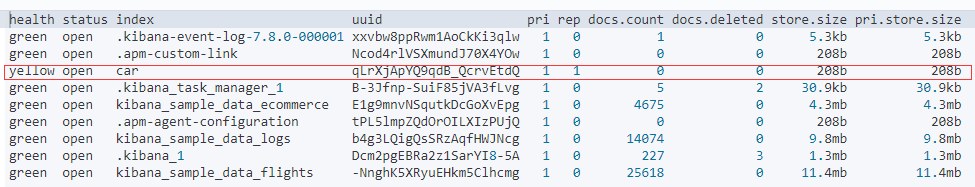 health status index uuid pri rep docs.count docs.deleted store.size pri.store.size
green open .kibana-event-log-7.8.0-000001 xxvbw8ppRwm1AoCkKi3qlw 1 0 1 0 5.3kb 5.3kb
green open .apm-custom-link Ncod4rlVSXmundJ70X4YOw 1 0 0 0 208b 208b
yellow open car qLrXjApYQ9qdB_QcrvEtdQ 1 1 0 0 208b 208b
green open .kibana_task_manager_1 B-3Jfnp-SuiF85jVA3fLvg 1 0 5 2 30.9kb 30.9kb
green open kibana_sample_data_ecommerce E1g9mnvNSqutkDcGoXvEpg 1 0 4675 0 4.3mb 4.3mb
green open .apm-agent-configuration tPL5lmpZQdOrOILXIzPUjQ 1 0 0 0 208b 208b
green open kibana_sample_data_logs b4g3LQigQsSRzAqfHWJNcg 1 0 14074 0 9.8mb 9.8mb
green open .kibana_1 Dcm2pgEBRa2z1SarYI8-5A 1 0 227 3 1.3mb 1.3mb
green open kibana_sample_data_flights -NnghK5XRyuEHkm5Clhcmg 1 0 25618 0 11.4mb 11.4mb